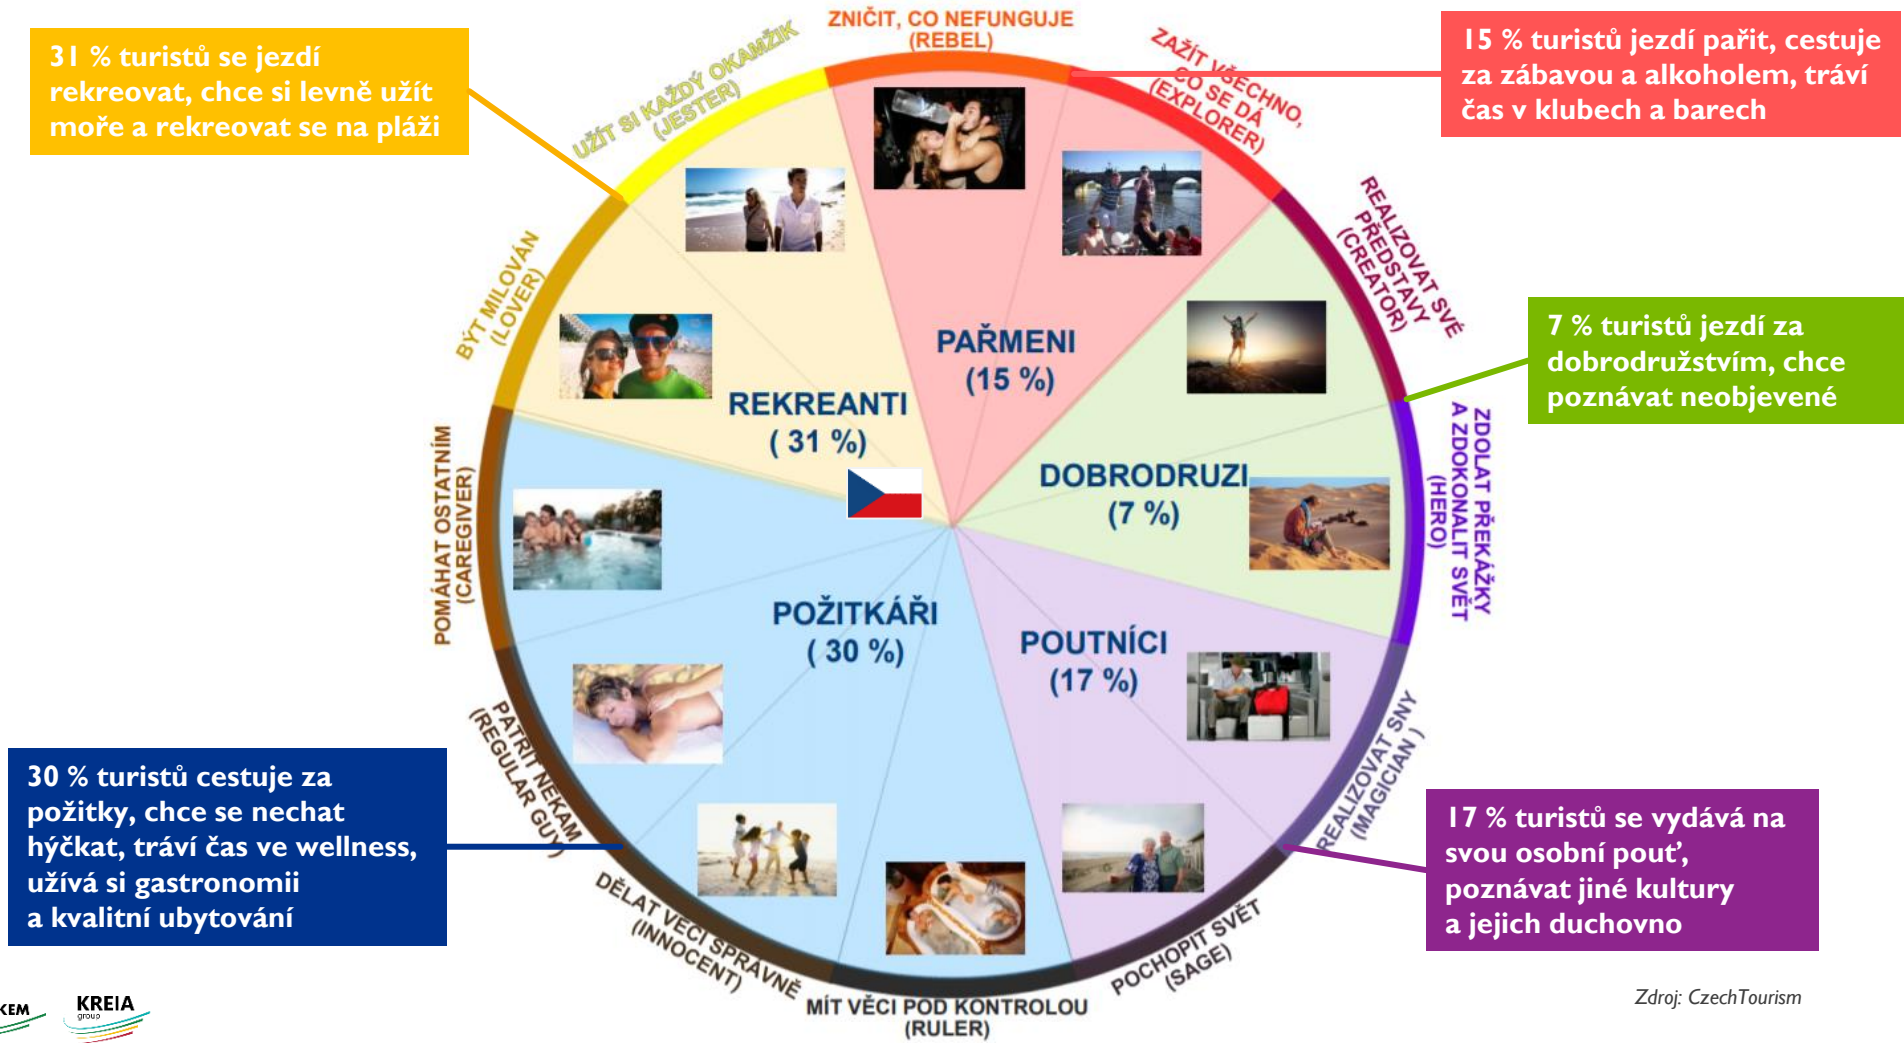 31 % turistů se jezdí
rekreovat, chce si levně užít
moře a rekreovat se na pláži
ZNIČIT, CO NEFUNGUJE
(REBEL)
15 % turistů jezdí pařit, cestuje
za zábavou a alkoholem, tráví
čas v klubech a barech
UŽÍT SI KAŽDÝ OKAMŽIK
(JESTER)
ZAŽÍT VŠECHNO,
CO SE DÁ
(EXPLORER)
BÝT MILOVÁN
(LOVER)
REALIZOVAT SVÉ
PŘEDSTAVY
(CREATOR)
7 % turistů jezdí za
dobrodružstvím, chce
poznávat neobjevené
PAŘMENI
(15 %)
REKREANTI
( 31 %)
DOBRODRUZI
(7 %)
POMÁHAT OSTATNÍM
(CAREGIVER)
ZDOLAT PŘEKÁŽKY
A ZDOKONALIT SVĚT
(HERO)
POŽITKÁŘI
( 30 %)
POUTNÍCI
(17 %)
PATŘIT NĚKAM
(REGULAR GUY)
REALIZOVAT SNY
(MAGICIAN )
30 % turistů cestuje za
požitky, chce se nechat
hýčkat, tráví čas ve wellness,
užívá si gastronomii
a kvalitní ubytování
17 % turistů se vydává na
svou osobní pouť,
poznávat jiné kultury
a jejich duchovno
DĚLAT VĚCI SPRÁVNĚ
(INNOCENT)
POCHOPIT SVĚT
(SAGE)
MÍT VĚCI POD KONTROLOU
(RULER)
Zdroj: CzechTourism
KEM
KREIA
group